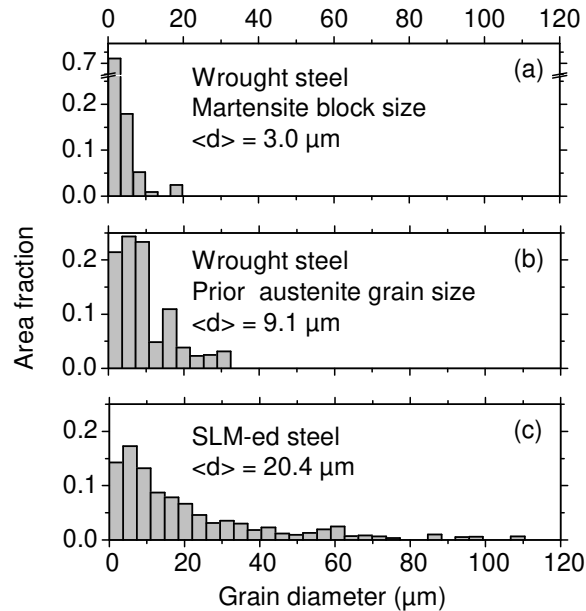 0 20 40 60 80 100 120
(a)
0.7
0.2
0.1
0.0
Wrought steel
Martensite block size
<d> = 3.0 µm
(b)
0.2
0.1
0.0
Wrought steel
Prior austenite grain size
<d> = 9.1 µm
(c)
0.2
0.1
0.0
SLM-ed steel
<d> = 20.4 µm
0 20 40 60 80 100 120
Grain diameter (µm)
Area fraction